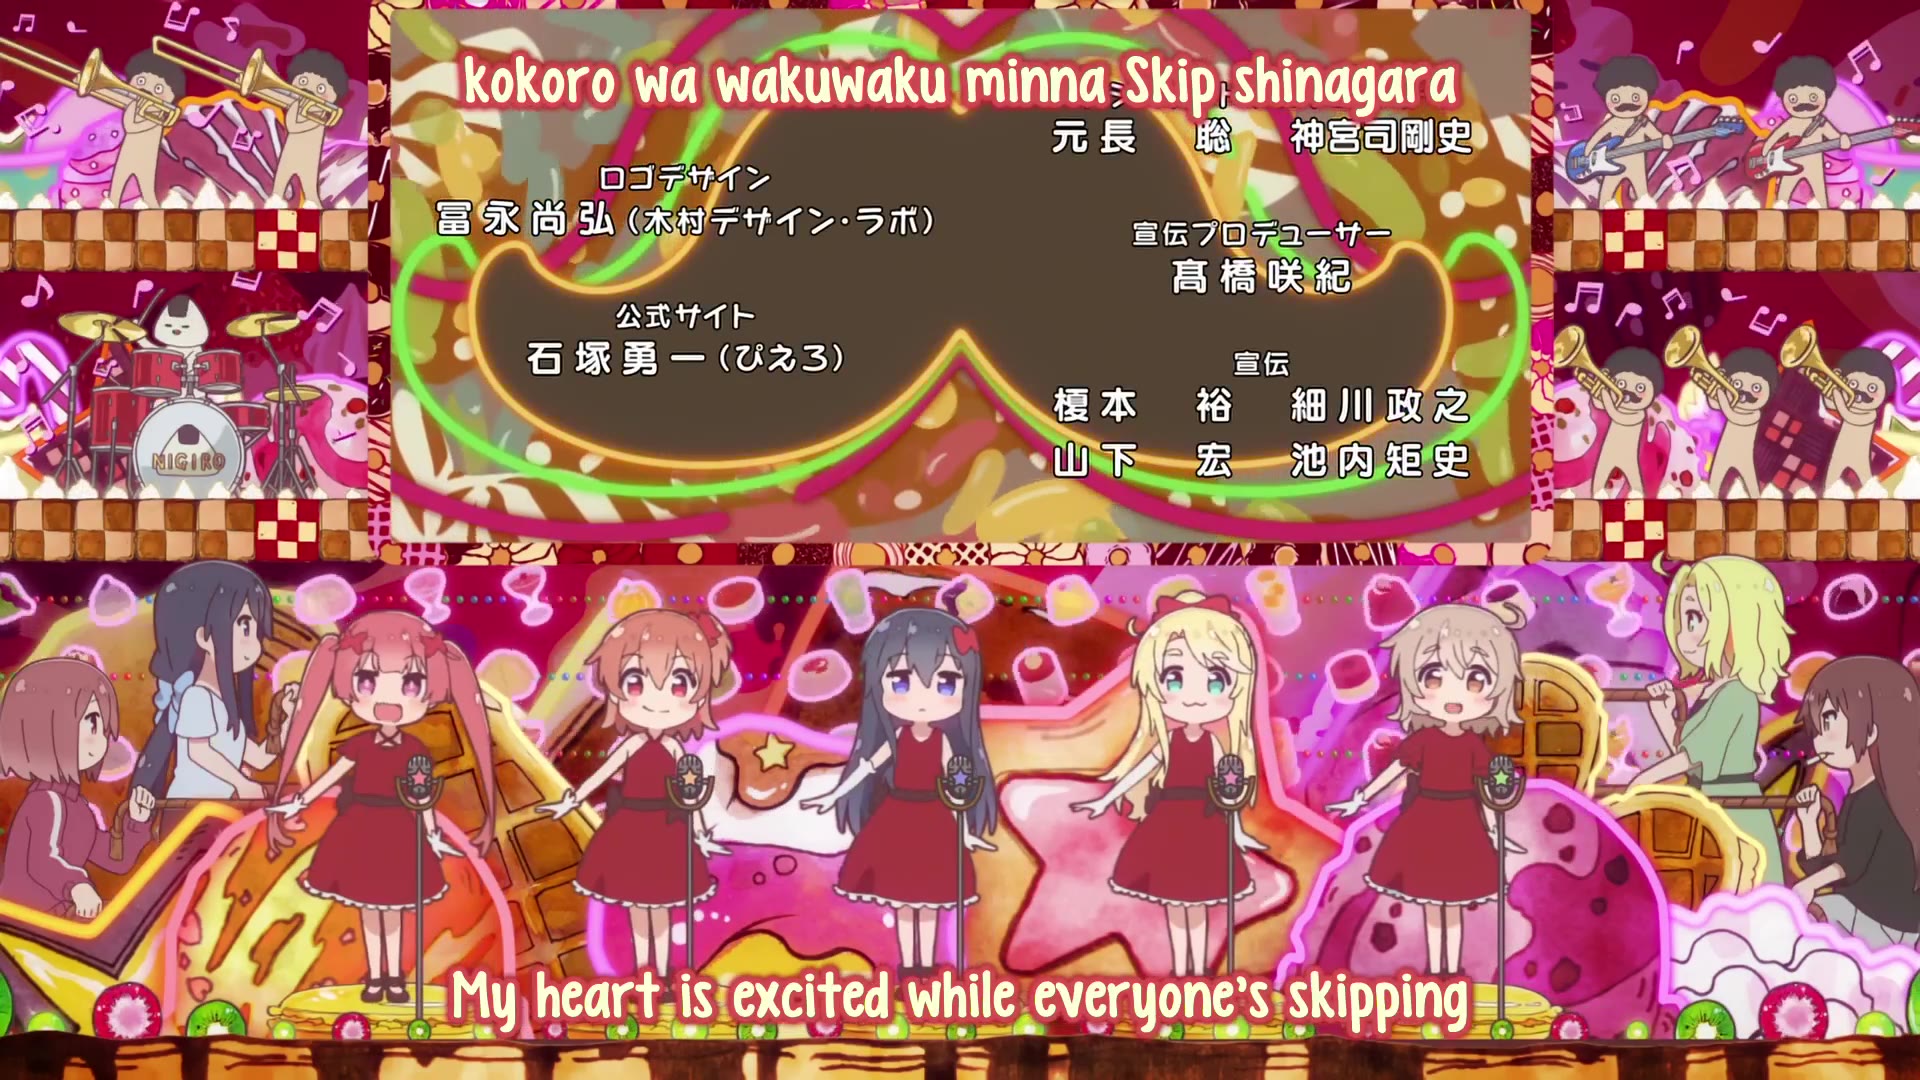 kokoro wa wakuwaku minna Skip shinagara
元長 聡 神宮司剛史
ロゴデザイン
冨永尚弘(木村デザイン・ラボ)
宣伝プロデューサー
髙橋咲紀
公式サイト
石塚勇一(ぴえろ)
宣伝
榎本 裕 細川政之
山下 宏 池内矩史
NIGIRO
My heart is excited while everyone's skipping